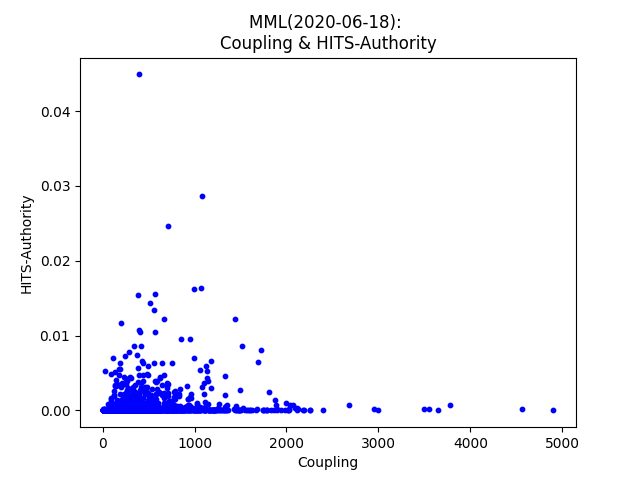 MML(2020-06-18):
Coupling & HITS-Authority
HITS-Authority
0.04
0.03
0.02
0.01
0.00
0 1000 2000 3000 4000 5000
Coupling